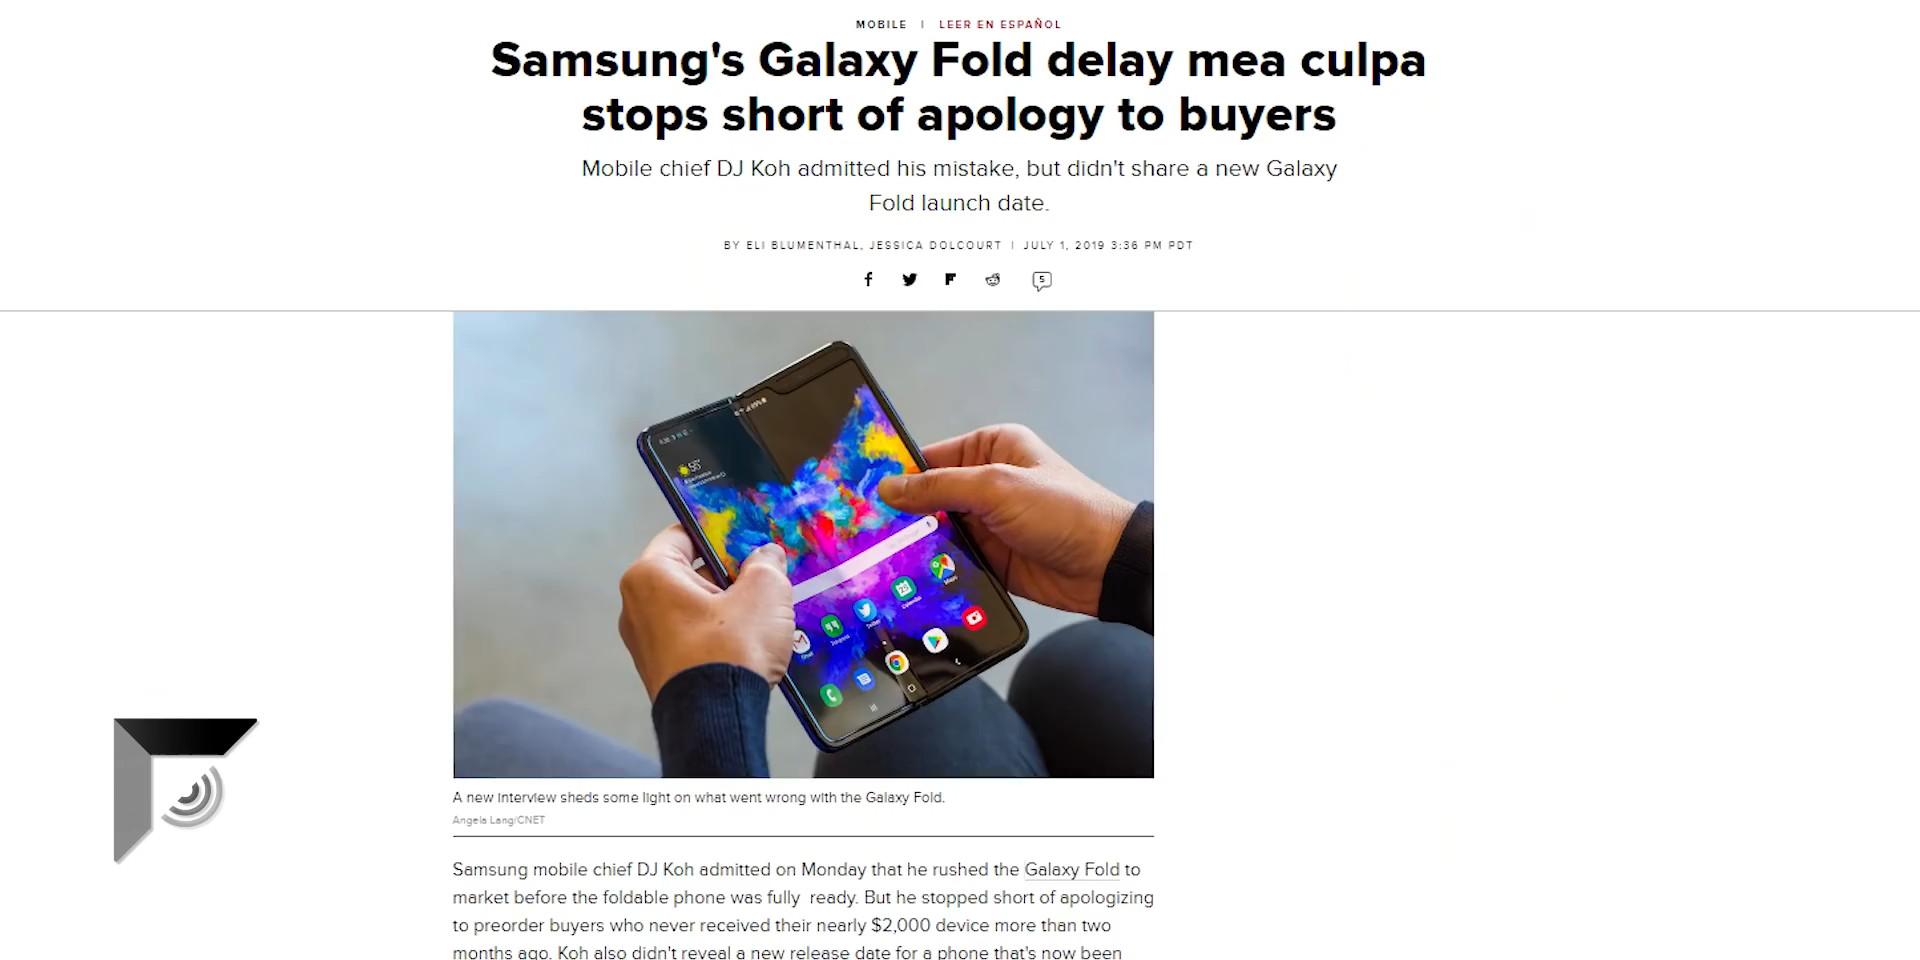 MOBILE | LEER EN ESPAÑOL
Samsung's Galaxy Fold delay mea culpa
stops short of apology to buyers
Mobile chief DJ Koh admitted his mistake, but didn't share a new Galaxy
Fold launch date.
BY ELI BLUMENTHAL, JESSICA DOLCOURT | JULY 1, 2019 3:36 PM PDT
5
55°
Maps
Calendar
Twitter
A new interview sheds some light on what went wrong with the Galaxy Fold.
Angela Lang/CNET
Samsung mobile chief DJ Koh admitted on Monday that he rushed the Galaxy Fold to
market before the foldable phone was fully ready. But he stopped short of apologizing
to preorder buyers who never received their nearly $2,000 device more than two
months ago. Koh also didn't reveal a new release date for a phone that's now been